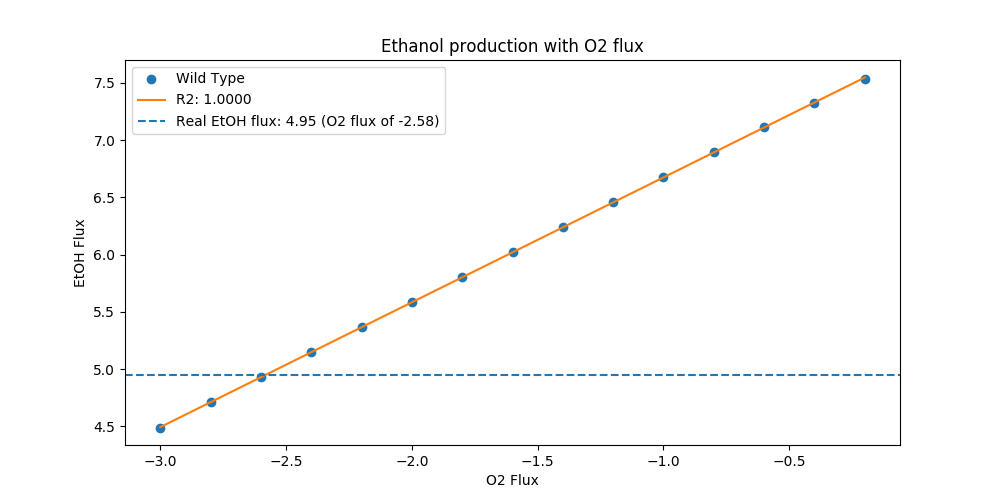 Ethanol production with O2 flux
Wild Type
R2: 1.0000
Real EtOH flux: 4.95 (O2 flux of -2.58)
EtOH Flux
7.5
7.0
6.5
6.0
5.5
5.0
4.5
−3.0 −2.5 −2.0 −1.5 −1.0 −0.5
O2 Flux